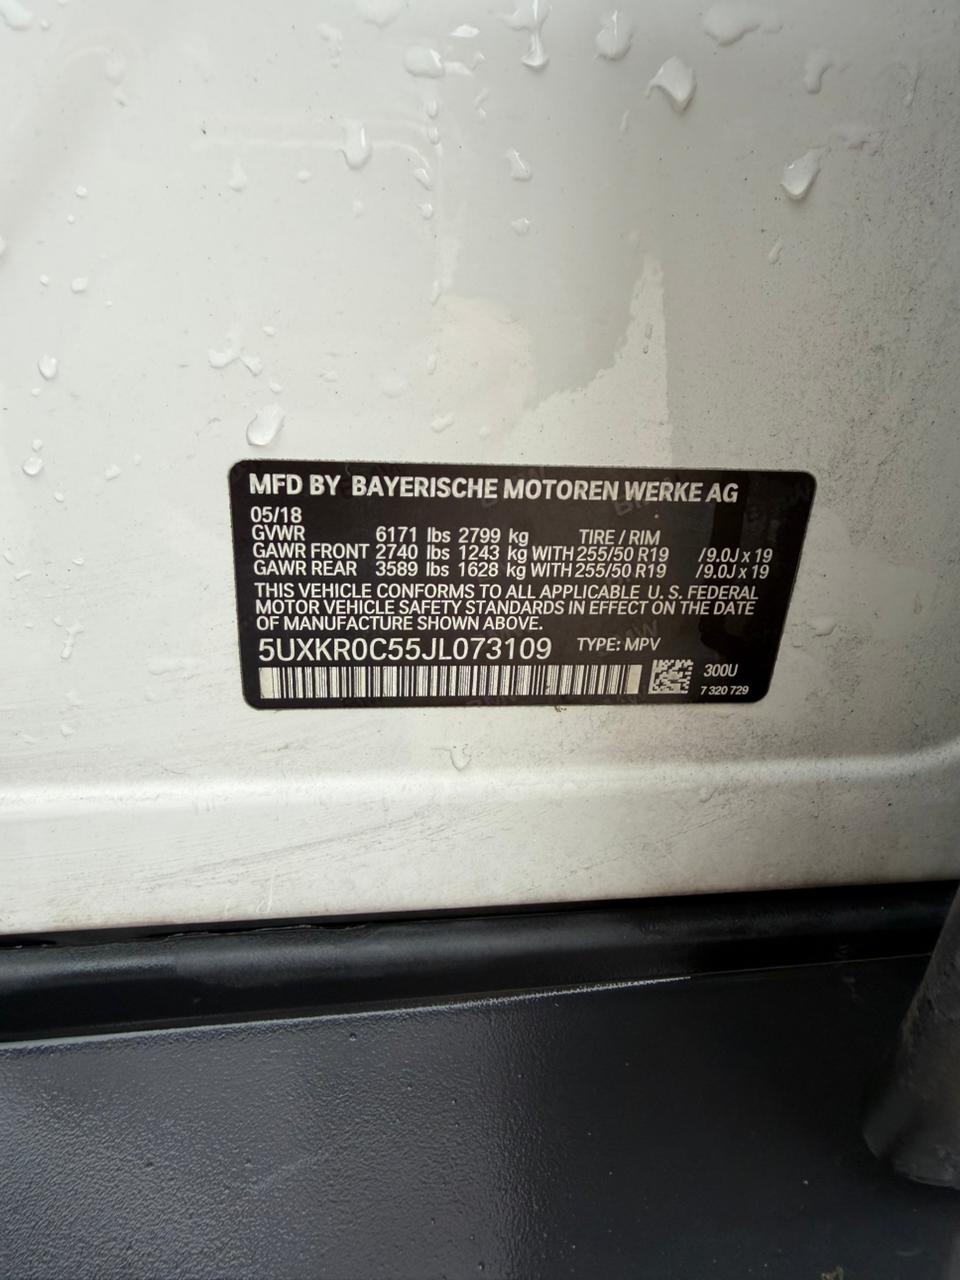 MFD BY BAYERISCHE MOTOREN WERKE AG
05/18
GVWR 6171 lbs 2799 kg TIRE / RIM
GAWR FRONT 2740 lbs 1243 kg WITH 255/50 R19 /9.0J x 19
GAWR REAR 3589 lbs 1628 kg WITH 255/50 R19 /9.0J x 19
THIS VEHICLE CONFORMS TO ALL APPLICABLE U. S. FEDERAL
MOTOR VEHICLE SAFETY STANDARDS IN EFFECT ON THE DATE
OF MANUFACTURE SHOWN ABOVE.
5UXKR0C55JL073109 TYPE: MPV
300U
7 320 729